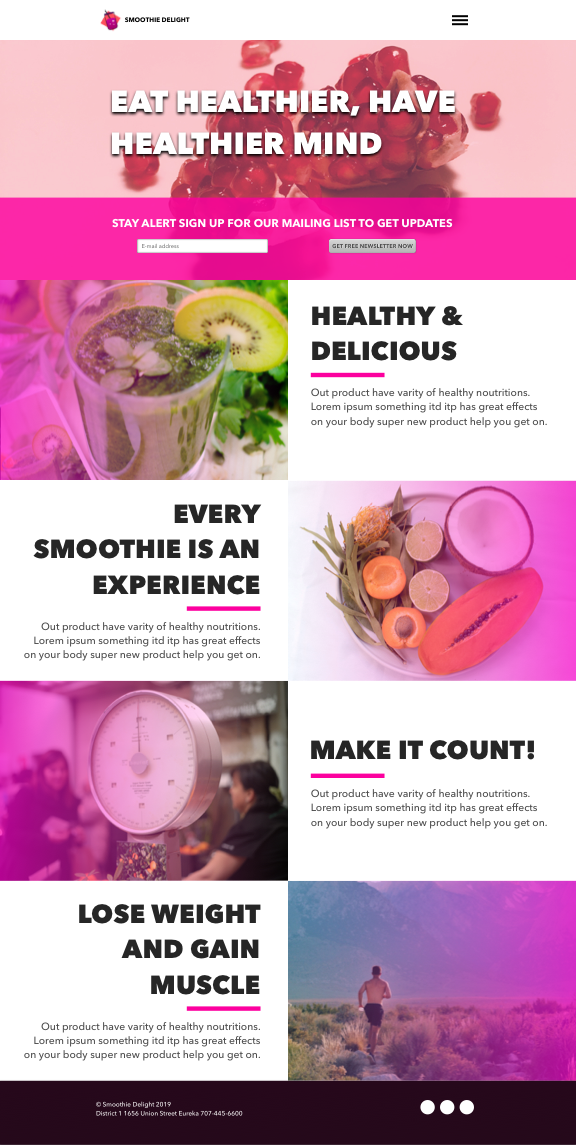 SMOOTHIE DELIGHT
EAT HEALTHIER, HAVE
HEALTHIER MIND
STAY ALERT SIGN UP FOR OUR MAILING LIST TO GET UPDATES
E-mail address
GET FREE NEWSLETTER NOW
HEALTHY &
DELICIOUS
Out product have varity of healthy noutritions.
Lorem ipsum something itd itp has great effects
on your body super new product help you get on.
EVERY
SMOOTHIE IS AN
EXPERIENCE
Out product have varity of healthy noutritions.
Lorem ipsum something itd itp has great effects
on your body super new product help you get on.
MAKE IT COUNT!
Out product have varity of healthy noutritions.
Lorem ipsum something itd itp has great effects
on your body super new product help you get on.
LOSE WEIGHT
AND GAIN
MUSCLE
Out product have varity of healthy noutritions.
Lorem ipsum something itd itp has great effects
on your body super new product help you get on.
© Smoothie Delight 2019
District 1 1656 Union Street Eureka 707-445-6600